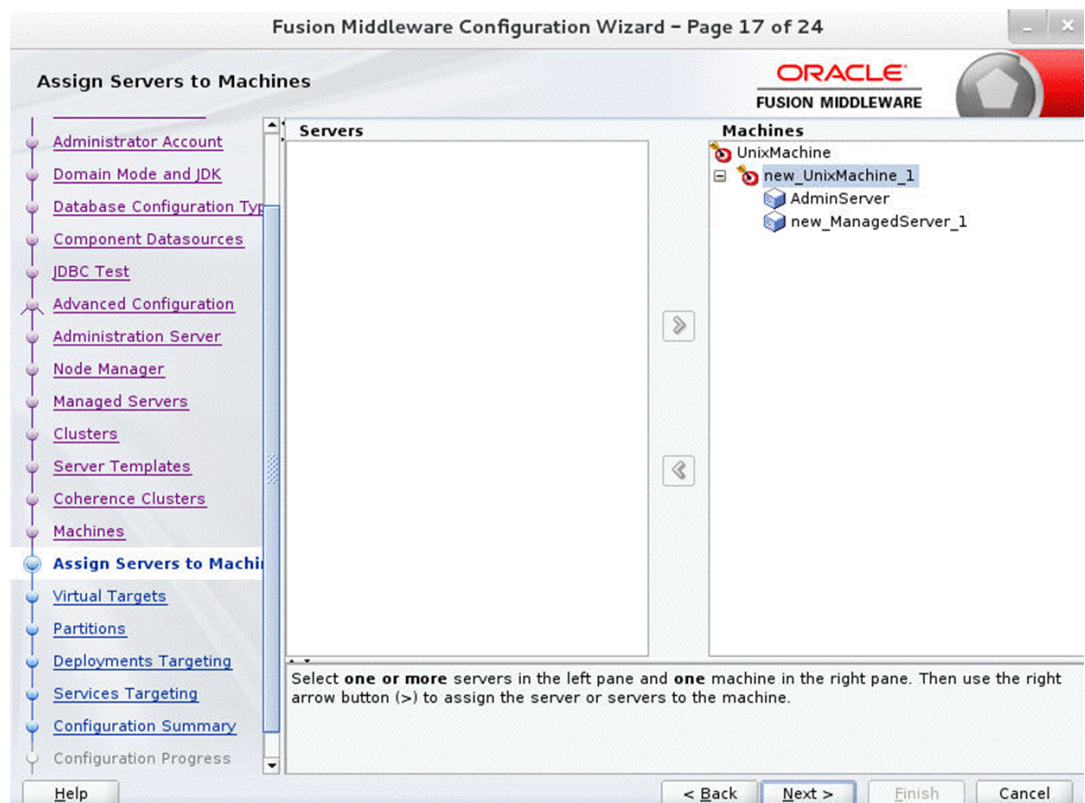 Fusion Middleware Configuration Wizard – Page 17 of 24
Assign Servers to Machines
ORACLE
FUSION MIDDLEWARE
Administrator Account
Domain Mode and JDK
Database Configuration Typ
Component Datasources
JDBC Test
Advanced Configuration
Administration Server
Node Manager
Managed Servers
Clusters
Server Templates
Coherence Clusters
Machines
Assign Servers to Machi
Virtual Targets
Partitions
Deployments Targeting
Services Targeting
Configuration Summary
Configuration Progress
Servers
Machines
UnixMachine
new_UnixMachine_1
AdminServer
new_ManagedServer_1
Select one or more servers in the left pane and one machine in the right pane. Then use the right
arrow button (>) to assign the server or servers to the machine.
Help
< Back
Next >
Finish
Cancel